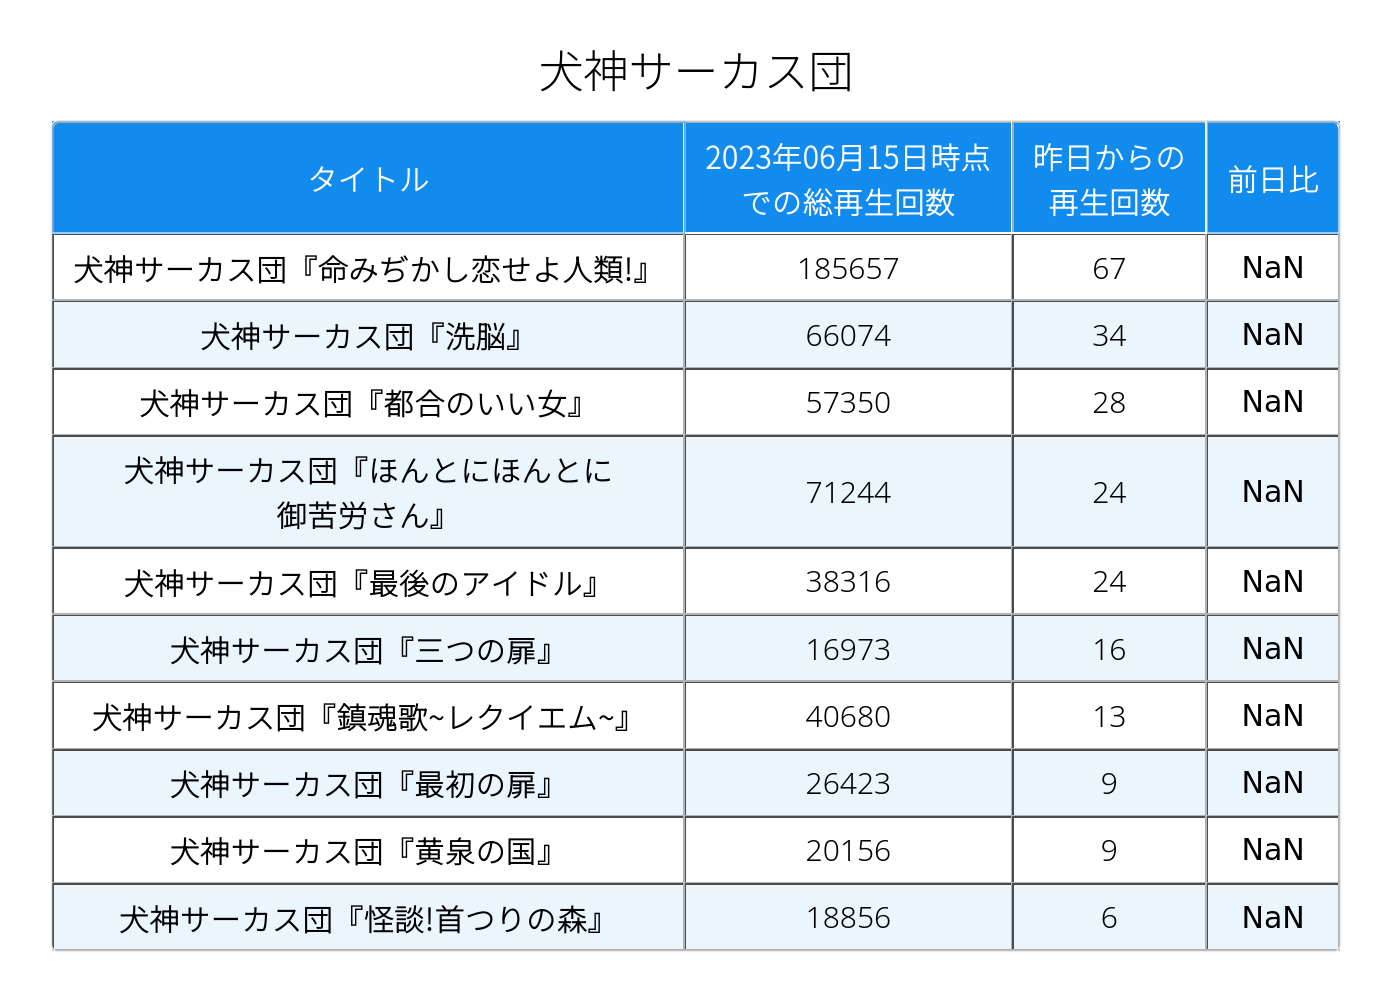 犬神サーカス団
タイトル
2023年06月15日時点
での総再生回数
昨日からの
再生回数
前日比
犬神サーカス団『命みぢかし恋せよ人類!』 185657 67 NaN
犬神サーカス団『洗脳』 66074 34 NaN
犬神サーカス団『都合のいい女』 57350 28 NaN
犬神サーカス団『ほんとにほんとに
御苦労さん』 71244 24 NaN
犬神サーカス団『最後のアイドル』 38316 24 NaN
犬神サーカス団『三つの扉』 16973 16 NaN
犬神サーカス団『鎮魂歌~レクイエム~』 40680 13 NaN
犬神サーカス団『最初の扉』 26423 9 NaN
犬神サーカス団『黄泉の国』 20156 9 NaN
犬神サーカス団『怪談!首つりの森』 18856 6 NaN